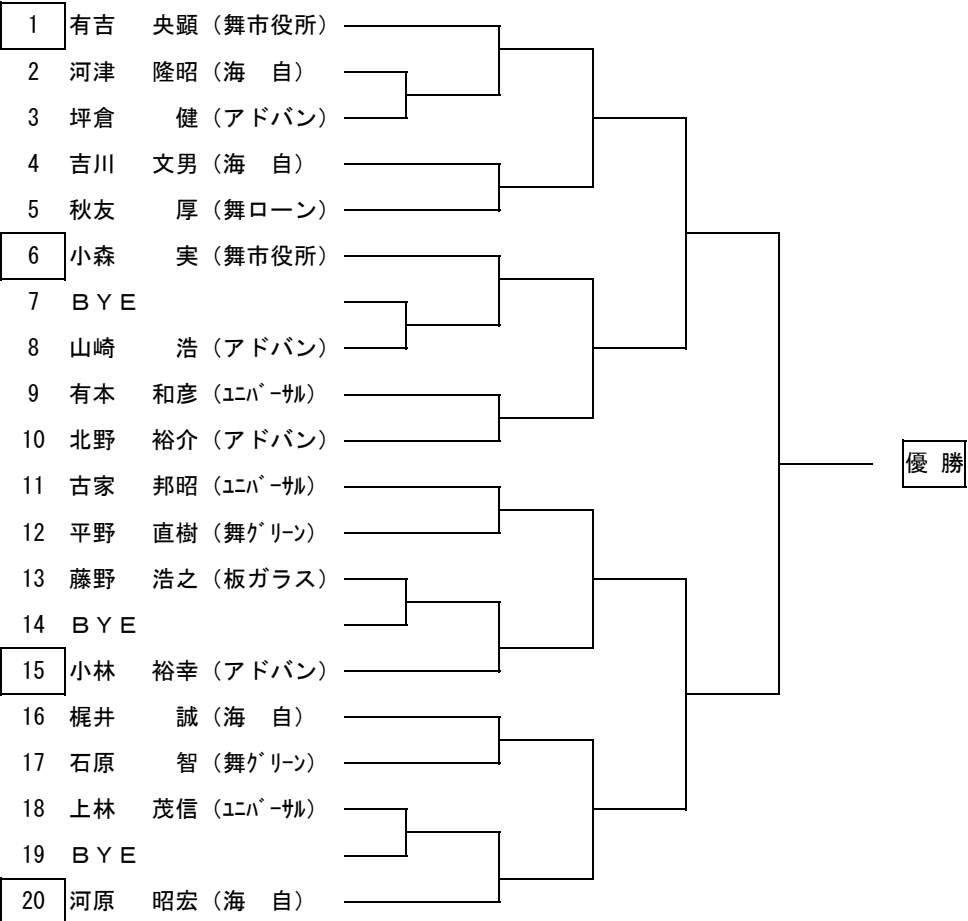 1 有吉 央顕（舞市役所）
2 河津 隆昭（海 自）
3 坪倉 健（アドバン）
4 吉川 文男（海 自）
5 秋友 厚（舞ローン）
6 小森 実（舞市役所）
7 ＢＹＥ
8 山崎 浩（アドバン）
9 有本 和彦（ﾕﾆﾊﾞｰｻﾙ）
10 北野 裕介（アドバン）
11 古家 邦昭（ﾕﾆﾊﾞｰｻﾙ）
優 勝
12 平野 直樹（舞ｸﾞﾘｰﾝ）
13 藤野 浩之（板ガラス）
14 ＢＹＥ
15 小林 裕幸（アドバン）
16 梶井 誠（海 自）
17 石原 智（舞ｸﾞﾘｰﾝ）
18 上林 茂信（ﾕﾆﾊﾞｰｻﾙ）
19 ＢＹＥ
20 河原 昭宏（海 自）